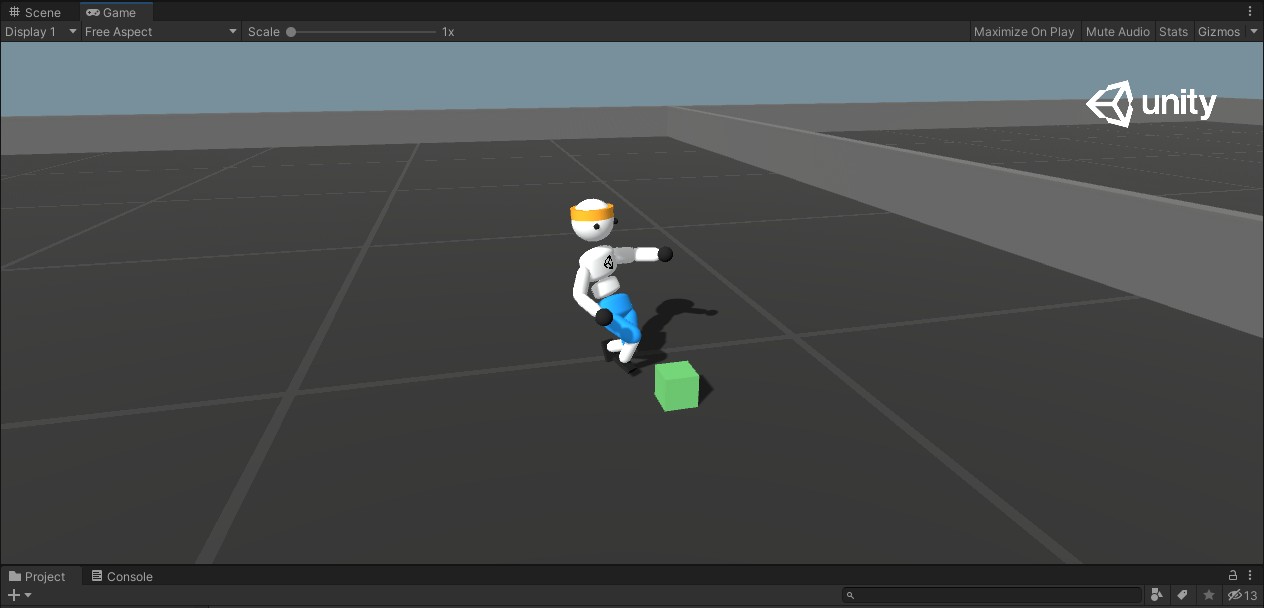 Scene Game
Display 1 Free Aspect Scale 1x Maximize On Play Mute Audio Stats Gizmos
unity
Project Console
13